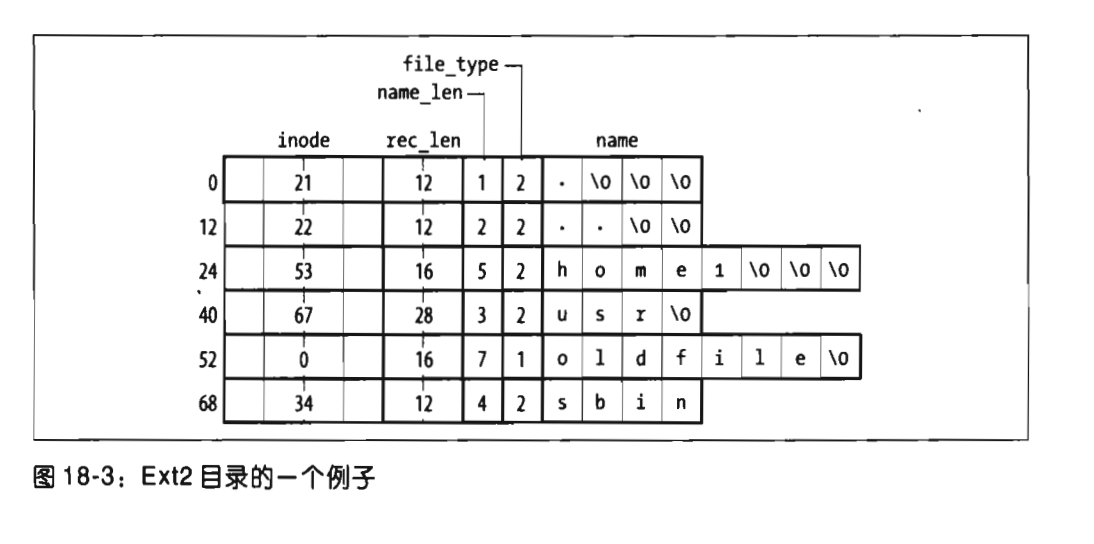 file_type
name_len
inode rec_len name
0 21 12 1 2 . \0 \0 \0
12 22 12 2 2 . . \0 \0
24 53 16 5 2 h o m e 1 \0 \0 \0
40 67 28 3 2 u s r \0
52 0 16 7 1 o l d f i l e \0
68 34 12 4 2 s b i n
图 18-3：Ext2 目录的一个例子